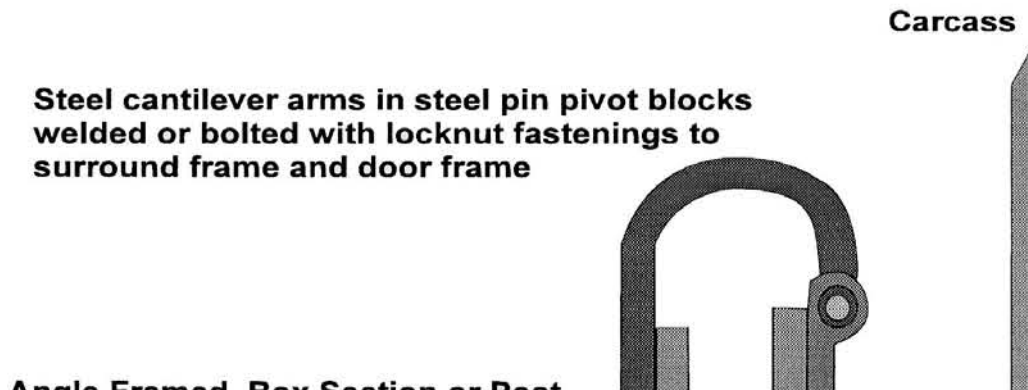 Carcass
Steel cantilever arms in steel pin pivot blocks
welded or bolted with locknut fastenings to
surround frame and door frame
Angle Framed, Box Section or Post